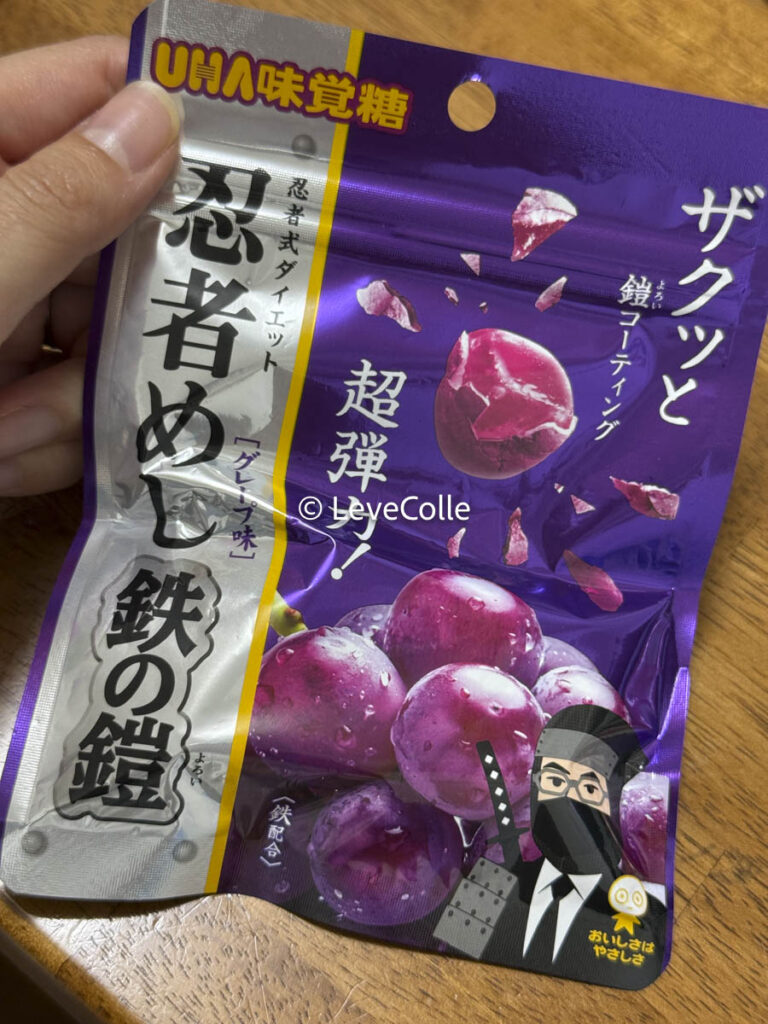 UHA味覚糖
ザクッと
鎧コーティング
よろい
超弾力！
忍者式ダイエット
忍者めし
［グレープ味］
鉄の鎧
よろい
〈鉄配合〉
おいしさは
やさしさ
© LeyeColle